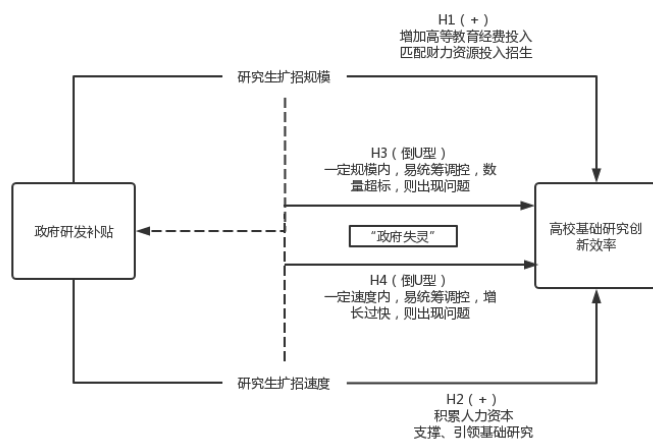 H1（+）
增加高等教育经费投入
匹配财力资源投入招生
研究生扩招规模
H3（倒U型）
一定规模内，易统筹调控，数
量超标，则出现问题
政府研发补贴
“政府失灵”
高校基础研究创
新效率
H4（倒U型）
一定速度内，易统筹调控，增
长过快，则出现问题
研究生扩招速度
H2（+）
积累人力资本
支撑、引领基础研究